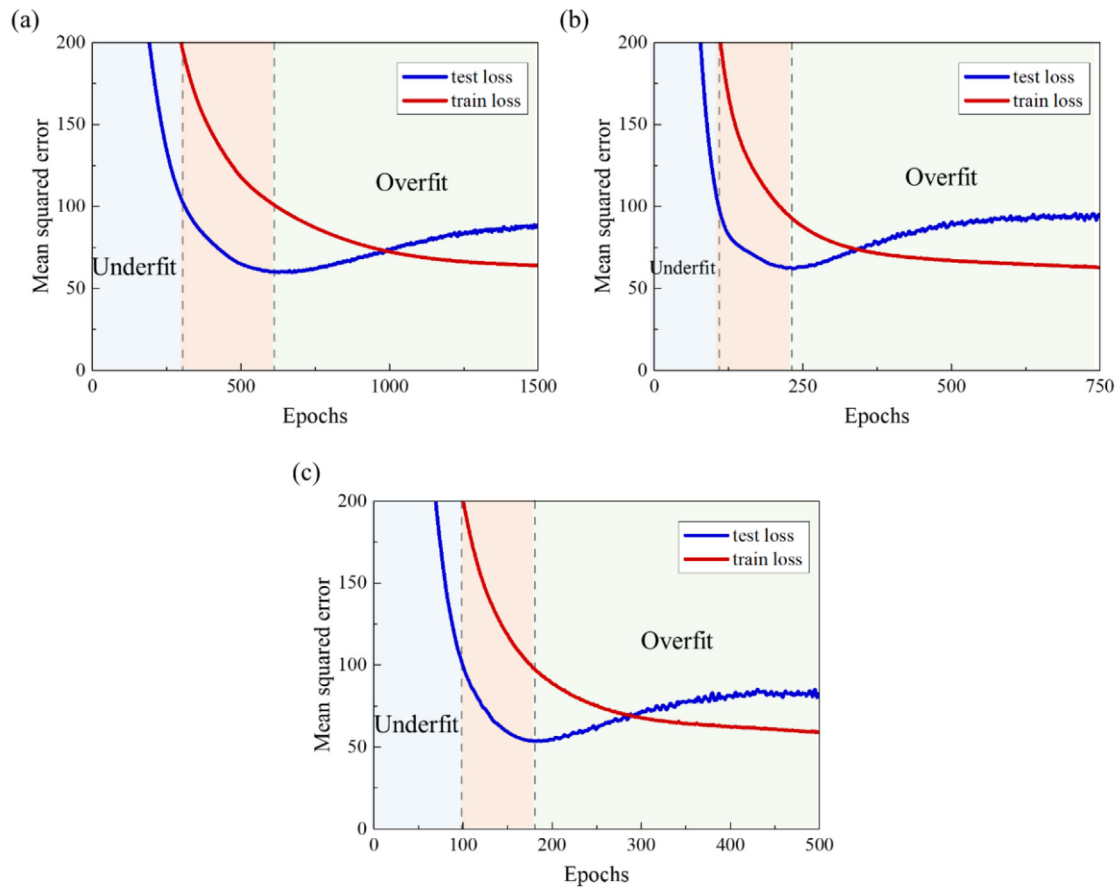 (a)
200
150
100
50
0
Mean squared error
test loss
train loss
Overfit
Underfit
0 500 1000 1500
Epochs
(b)
200
150
100
50
0
Mean squared error
test loss
train loss
Overfit
Underfit
0 250 500 750
Epochs
(c)
200
150
100
50
0
Mean squared error
test loss
train loss
Overfit
Underfit
0 100 200 300 400 500
Epochs